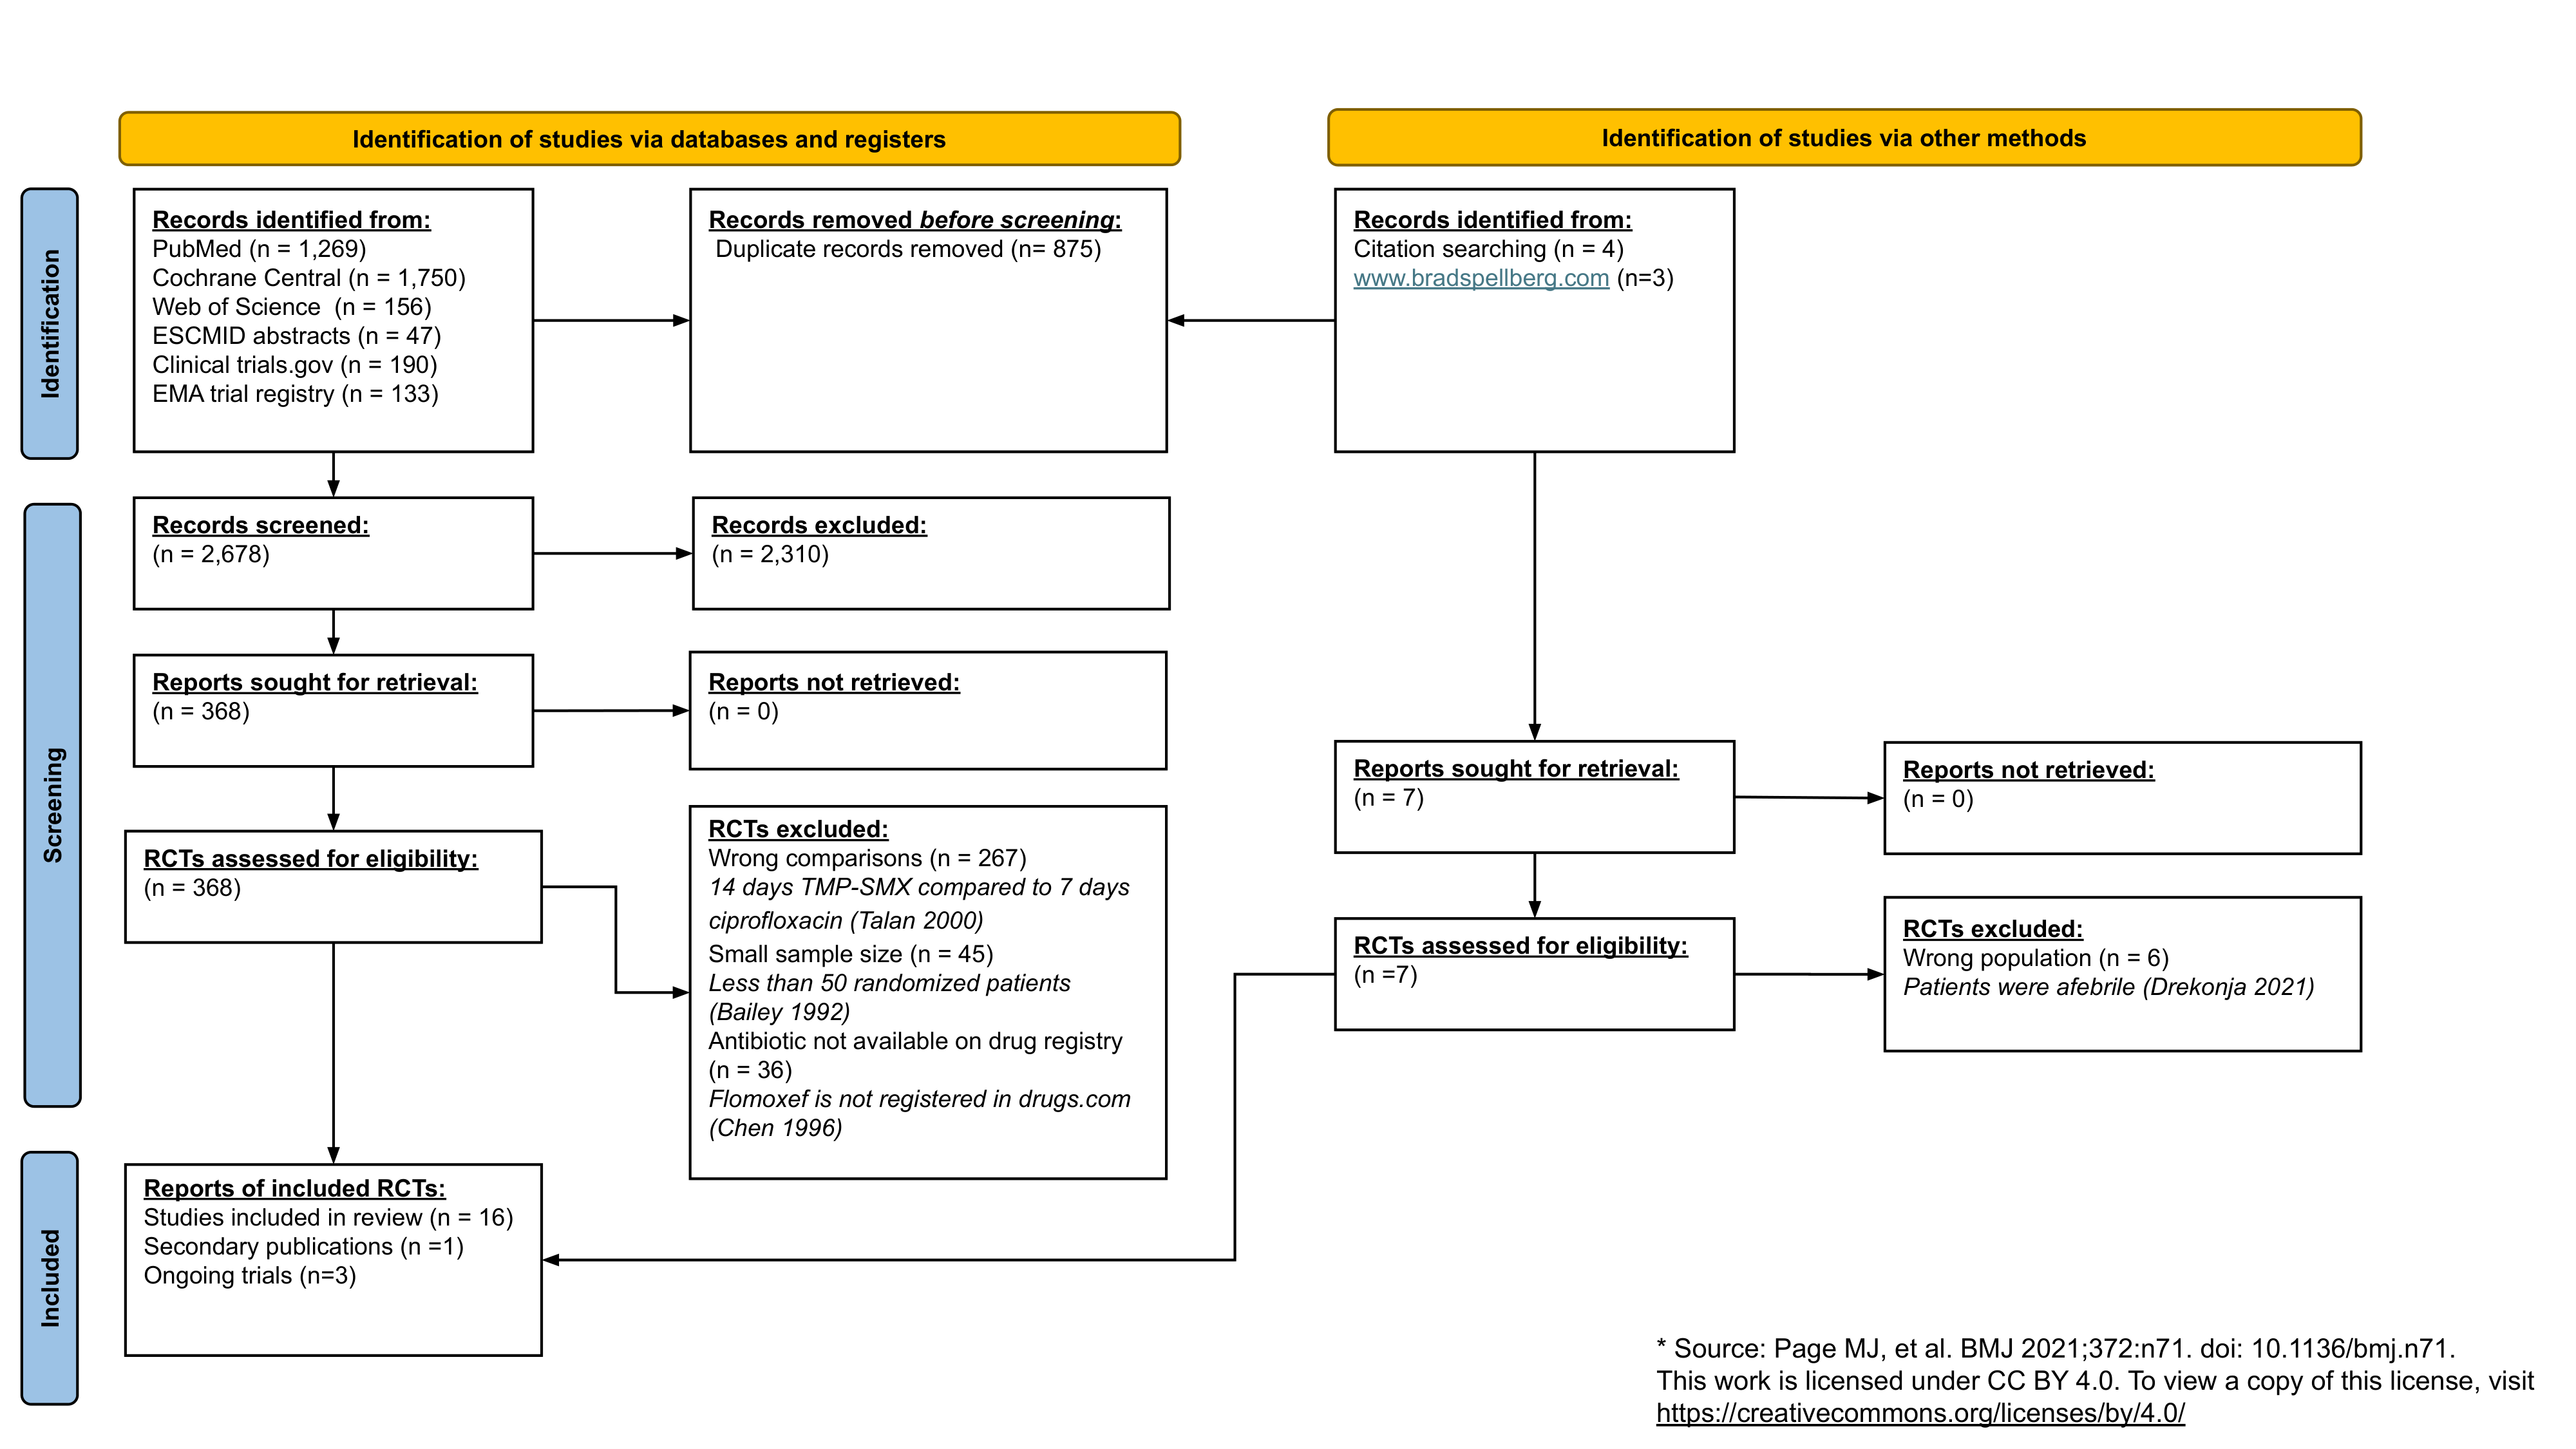 Identification of studies via databases and registers
Identification of studies via other methods
Identification
Records identified from:
PubMed (n = 1,269)
Cochrane Central (n = 1,750)
Web of Science  (n = 156)
ESCMID abstracts (n = 47)
Clinical trials.gov (n = 190)
EMA trial registry (n = 133)
Records removed before screening:
Duplicate records removed (n= 875)
Records identified from:
Citation searching (n = 4)
www.bradspellberg.com (n=3)
Screening
Records screened:
(n = 2,678)
Records excluded:
(n = 2,310)
Reports sought for retrieval:
(n = 368)
Reports not retrieved:
(n = 0)
Reports sought for retrieval:
(n = 7)
Reports not retrieved:
(n = 0)
RCTs assessed for eligibility:
(n = 368)
RCTs excluded:
Wrong comparisons (n = 267)
14 days TMP-SMX compared to 7 days
ciprofloxacin (Talan 2000)
Small sample size (n = 45)
Less than 50 randomized patients
(Bailey 1992)
Antibiotic not available on drug registry
(n = 36)
Flomoxef is not registered in drugs.com
(Chen 1996)
RCTs assessed for eligibility:
(n =7)
RCTs excluded:
Wrong population (n = 6)
Patients were afebrile (Drekonja 2021)
Included
Reports of included RCTs:
Studies included in review (n = 16)
Secondary publications (n =1)
Ongoing trials (n=3)
* Source: Page MJ, et al. BMJ 2021;372:n71. doi: 10.1136/bmj.n71.
This work is licensed under CC BY 4.0. To view a copy of this license, visit
https://creativecommons.org/licenses/by/4.0/